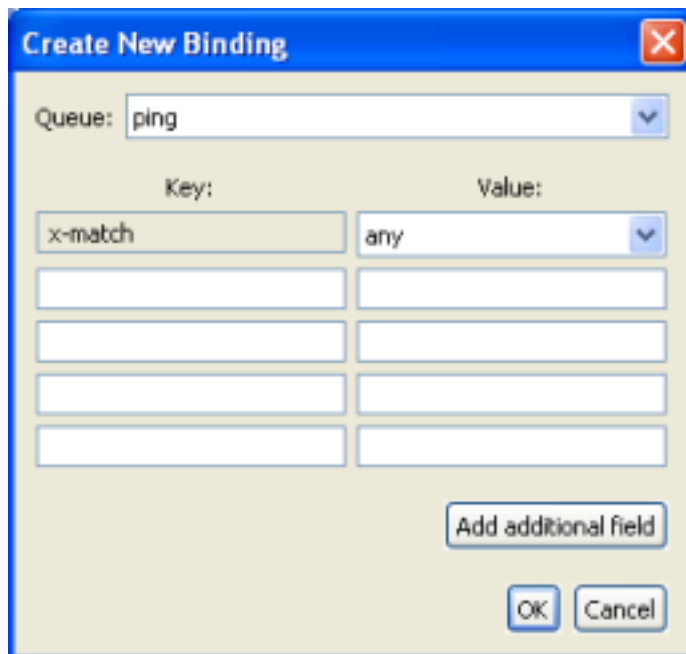 Create New Binding
Queue: ping
Key: Value:
x-match any
Add additional field
OK Cancel